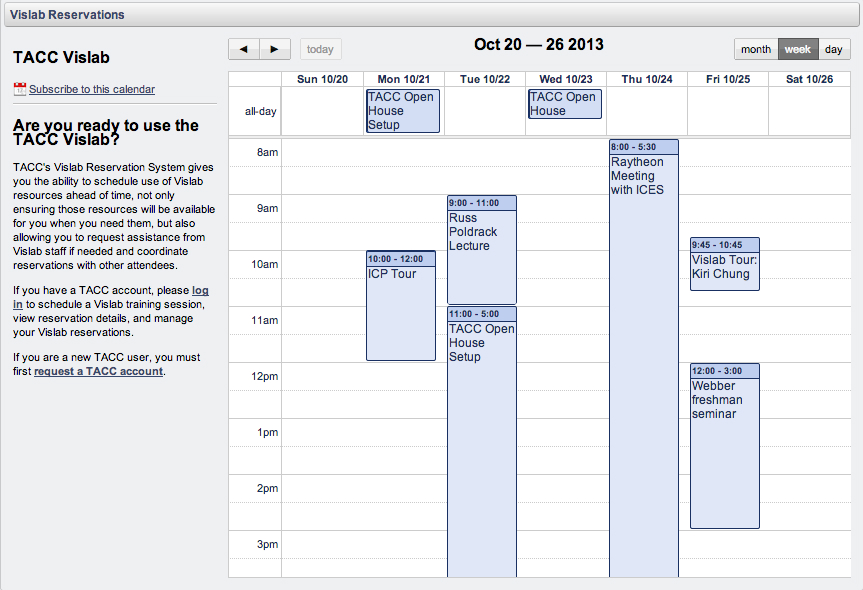 Vislab Reservations
TACC Vislab
Subscribe to this calendar
Are you ready to use the
TACC Vislab?
TACC's Vislab Reservation System gives
you the ability to schedule use of Vislab
resources ahead of time, not only
ensuring those resources will be available
for you when you need them, but also
allowing you to request assistance from
Vislab staff if needed and coordinate
reservations with other attendees.
If you have a TACC account, please log
in to schedule a Vislab training session,
view reservation details, and manage
your Vislab reservations.
If you are a new TACC user, you must
first request a TACC account.
today
Oct 20 — 26 2013
month week day
Sun 10/20 Mon 10/21 Tue 10/22 Wed 10/23 Thu 10/24 Fri 10/25 Sat 10/26
all-day
TACC Open
House
Setup
TACC Open
House
8am
9am
10am
11am
12pm
1pm
2pm
3pm
10:00 - 12:00
ICP Tour
9:00 - 11:00
Russ
Poldrack
Lecture
11:00 - 5:00
TACC Open
House
Setup
8:00 - 5:30
Raytheon
Meeting
with ICES
9:45 - 10:45
Vislab Tour:
Kiri Chung
12:00 - 3:00
Webber
freshman
seminar